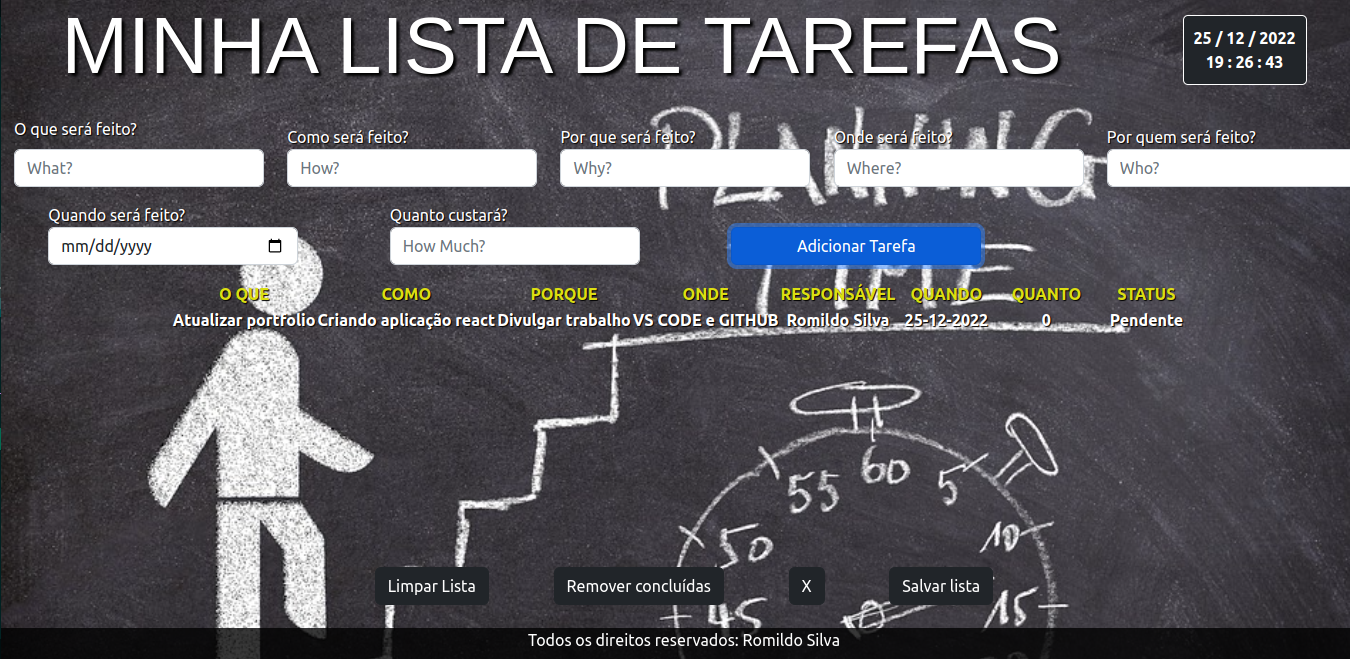 MINHA LISTA DE TAREFAS
25 / 12 / 2022
19 : 26 : 43
O que será feito?
Como será feito?
Por que será feito?
Onde será feito?
Por quem será feito?
What?
How?
Why?
Where?
Who?
PLANNING
Quando será feito?
Quanto custará?
mm/dd/yyyy
How Much?
Adicionar Tarefa
TIME
O QUE COMO PORQUE ONDE RESPONSÁVEL QUANDO QUANTO STATUS
Atualizar portfolio Criando aplicação react Divulgar trabalho VS CODE e GITHUB Romildo Silva 25-12-2022 0 Pendente
60
55
5
50
10
45
15
Limpar Lista
Remover concluídas
X
Salvar lista
Todos os direitos reservados: Romildo Silva